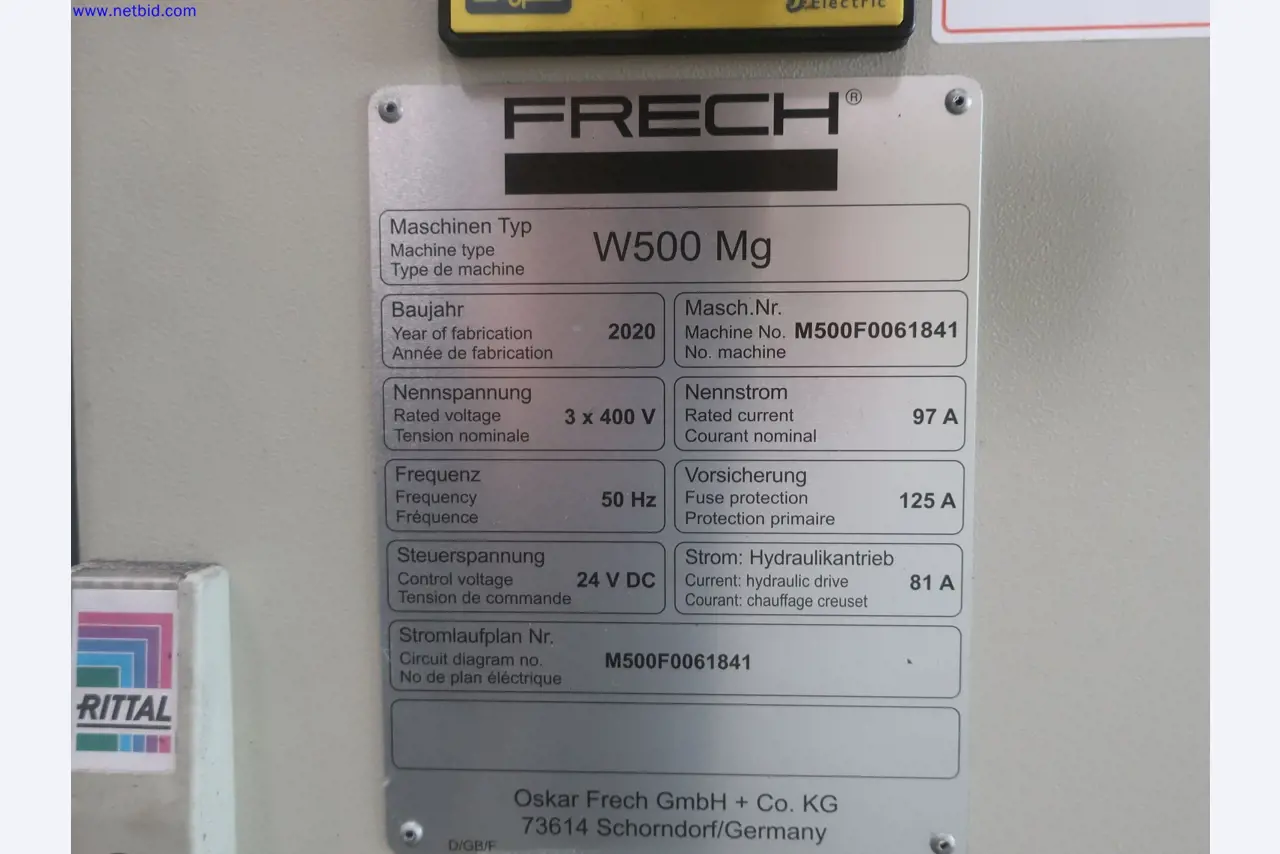 www.netbid.com
Electric
FRECH®
Maschinen Typ
Machine type
Type de machine
W500 Mg
Baujahr
Year of fabrication
Année de fabrication
2020
Masch.Nr.
Machine No.
No. machine
M500F0061841
Nennspannung
Rated voltage
Tension nominale
3 x 400 V
Nennstrom
Rated current
Courant nominal
97 A
Frequenz
Frequency
Fréquence
50 Hz
Vorsicherung
Fuse protection
Protection primaire
125 A
Steuerspannung
Control voltage
Tension de commande
24 V DC
Strom: Hydraulikantrieb
Current: hydraulic drive
Courant: chauffage creuset
81 A
Stromlaufplan Nr.
Circuit diagram no.
No de plan éléctrique
M500F0061841
RITTAL
Oskar Frech GmbH + Co. KG
73614 Schorndorf/Germany
D/GB/F